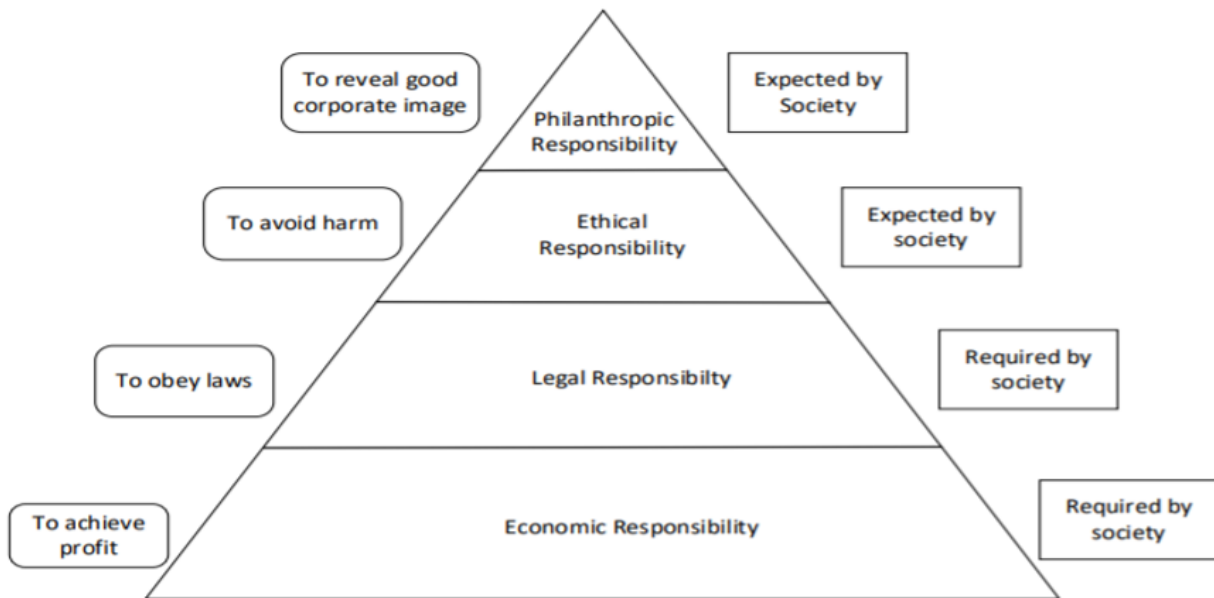 To reveal good
corporate image
Philanthropic
Responsibility
Expected by
Society
To avoid harm
Ethical
Responsibility
Expected by
society
To obey laws
Legal Responsibilty
Required by
society
To achieve
profit
Economic Responsibility
Required by
society